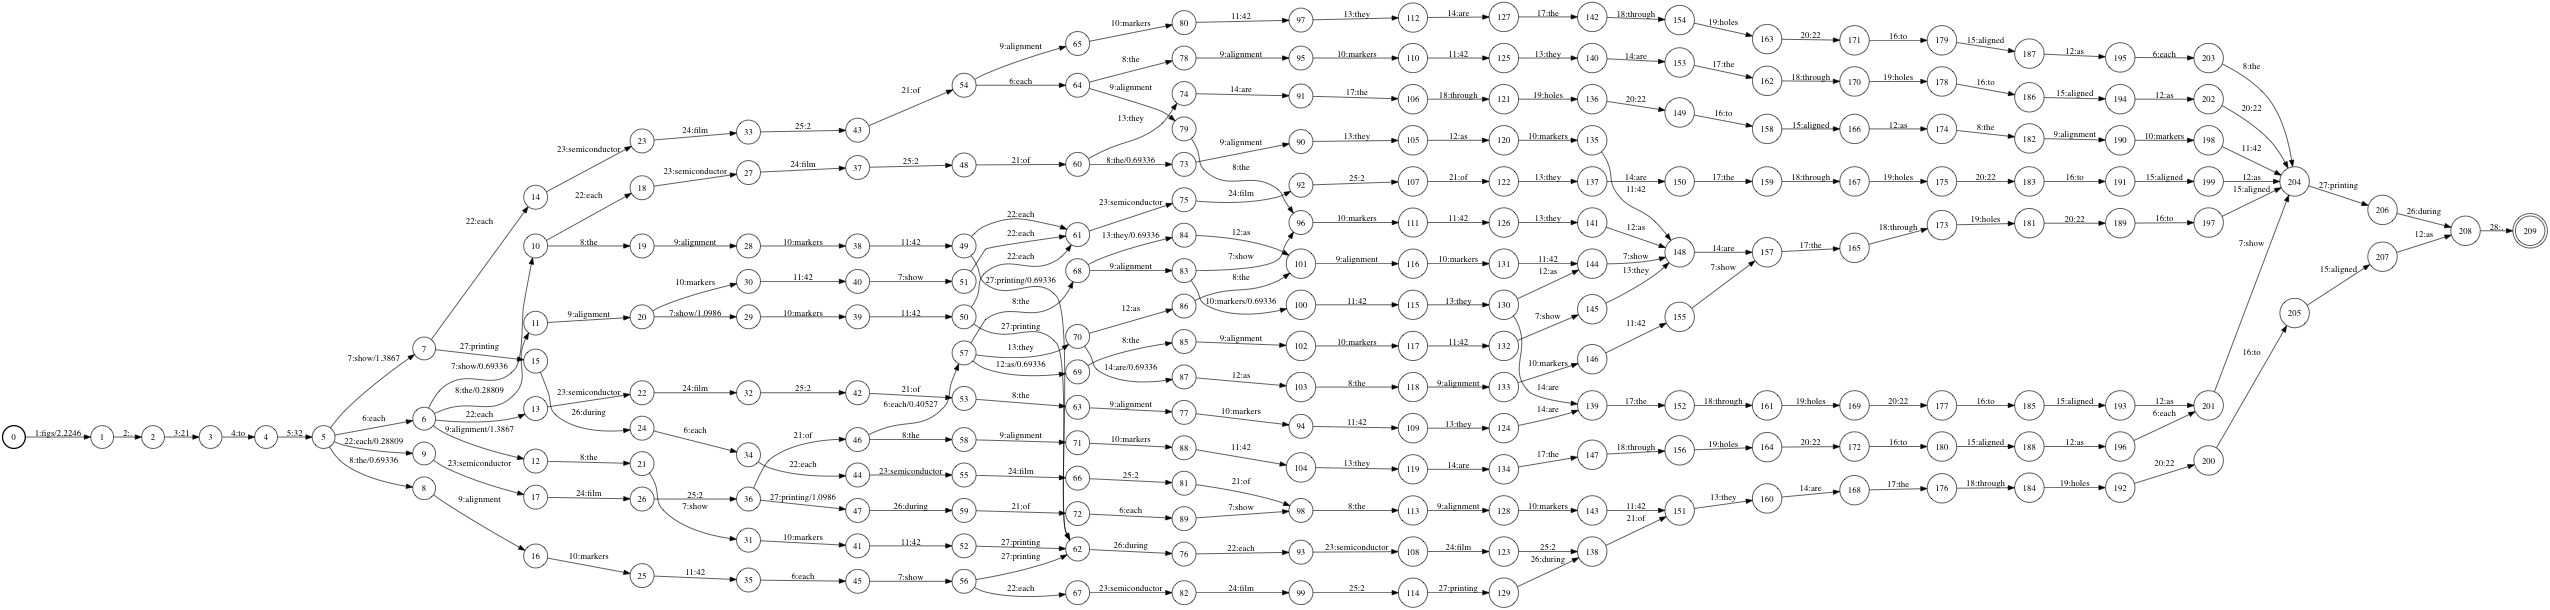 0 1:figs/2.2246 1 2:. 2 3:21 3 4:to 4 5:32 5
7:show/1.3867 7 6:each 6 22:each/0.28809 9 8:the/0.69336 8
22:each 14 23:semiconductor 23 24:film 33 25:2 43 21:of 54
9:alignment 65 10:markers 80 11:42 97 13:they 112 14:are 127 17:the 142 18:through 154 19:holes 163 20:22 171 16:to 179 15:aligned 187 12:as 195 6:each 203 8:the
6:each 64 8:the 78 9:alignment 95 10:markers 110 11:42 125 13:they 140 14:are 153 17:the 162 18:through 170 19:holes 178 16:to 186 15:aligned 194 12:as 202 20:22
9:alignment 79 8:the
8:the/0.28809 10 7:show/0.69336 11
22:each 18 23:semiconductor 27 24:film 37 25:2 48 21:of 60
13:they 74 14:are 91 17:the 106 18:through 121 19:holes 136 20:22 149 16:to 158 15:aligned 166 12:as 174 8:the 182 9:alignment 190 10:markers 198 11:42
8:the/0.69336 73 9:alignment 90 13:they 105 12:as 120 10:markers 135 11:42
8:the 19 9:alignment 28 10:markers 38 11:42 49 22:each 27:printing/0.69336
61 23:semiconductor 75 24:film 92 25:2 107 21:of 122 13:they 137 14:are 150 17:the 159 18:through 167 19:holes 175 20:22 183 16:to 191 15:aligned 199 12:as 204 27:printing 206 26:during 208 28:. 209
9:alignment 20 10:markers 30 11:42 40 7:show 51 22:each
7:show/1.0986 29 10:markers 39 11:42 50 22:each 27:printing
96 10:markers 111 11:42 126 13:they 141 12:as 148 14:are 157 17:the 165 18:through 173 19:holes 181 20:22 189 16:to 197 15:aligned
27:printing 15 26:during 24 6:each 34 22:each 44 23:semiconductor 55 24:film 66 25:2 81 21:of
22:each 13 23:semiconductor 22 24:film 32 25:2 42 21:of 53 8:the 63 9:alignment 77 10:markers 94 11:42 109 13:they 124 14:are
9:alignment/1.3867 12 8:the 21 7:show 31 10:markers 41 11:42 52 27:printing
23:semiconductor 17 24:film 26 25:2 36 21:of 46 6:each/0.40527 57
8:the 68 13:they/0.69336 84 12:as 101 9:alignment 116 10:markers 131 11:42 144 7:show
9:alignment 83 7:show 10:markers/0.69336 100 11:42 115 13:they 130 12:as 14:are
13:they 70 12:as 86 8:the
14:are/0.69336 87 12:as 103 8:the 118 9:alignment 133 10:markers 146 11:42 155 7:show
12:as/0.69336 69 8:the 85 9:alignment 102 10:markers 117 11:42 132 7:show 145 13:they
139 17:the 152 18:through 161 19:holes 169 20:22 177 16:to 185 15:aligned 193 12:as 201 7:show
8:the 58 9:alignment 71 10:markers 88 11:42 104 13:they 119 14:are 134 17:the 147 18:through 156 19:holes 164 20:22 172 16:to 180 15:aligned 188 12:as 196 6:each
27:printing/1.0986 47 26:during 59 21:of 72 6:each 89 7:show 98 8:the 113 9:alignment 128 10:markers 143 11:42 151 13:they 160 14:are 168 17:the 176 18:through 184 19:holes 192 20:22 200 16:to 205 15:aligned 207 12:as
9:alignment 16 10:markers 25 11:42 35 6:each 45 7:show 56 27:printing
62 26:during 76 22:each 93 23:semiconductor 108 24:film 123 25:2 138 21:of
22:each 67 23:semiconductor 82 24:film 99 25:2 114 27:printing 129 26:during